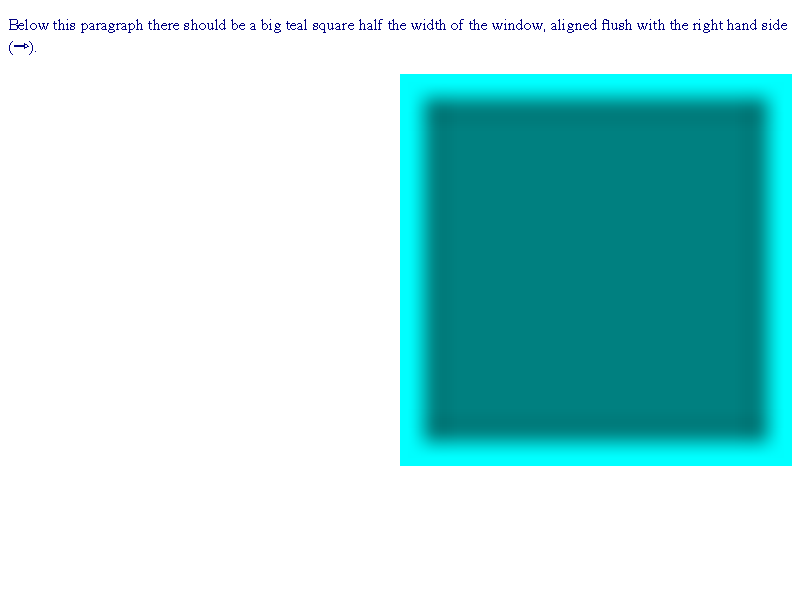 Below this paragraph there should be a big teal square half the width of the window, aligned flush with the right hand side
(→).